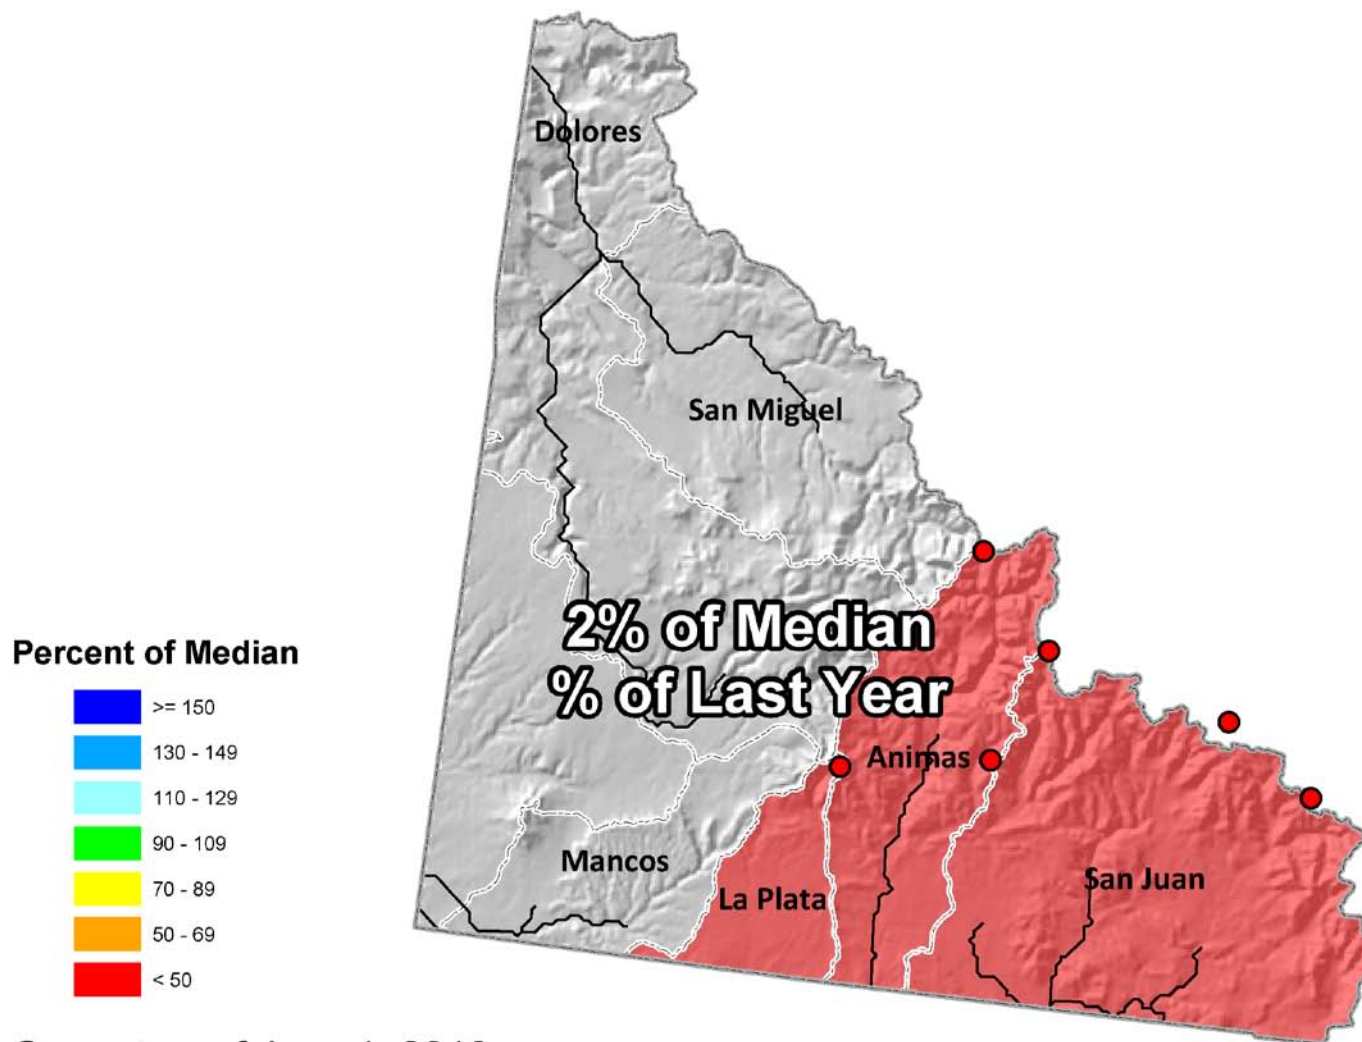 Dolores
San Miguel
2% of Median
% of Last Year
Animas
Mancos
La Plata
San Juan
Percent of Median
>= 150
130 - 149
110 - 129
90 - 109
70 - 89
50 - 69
< 50